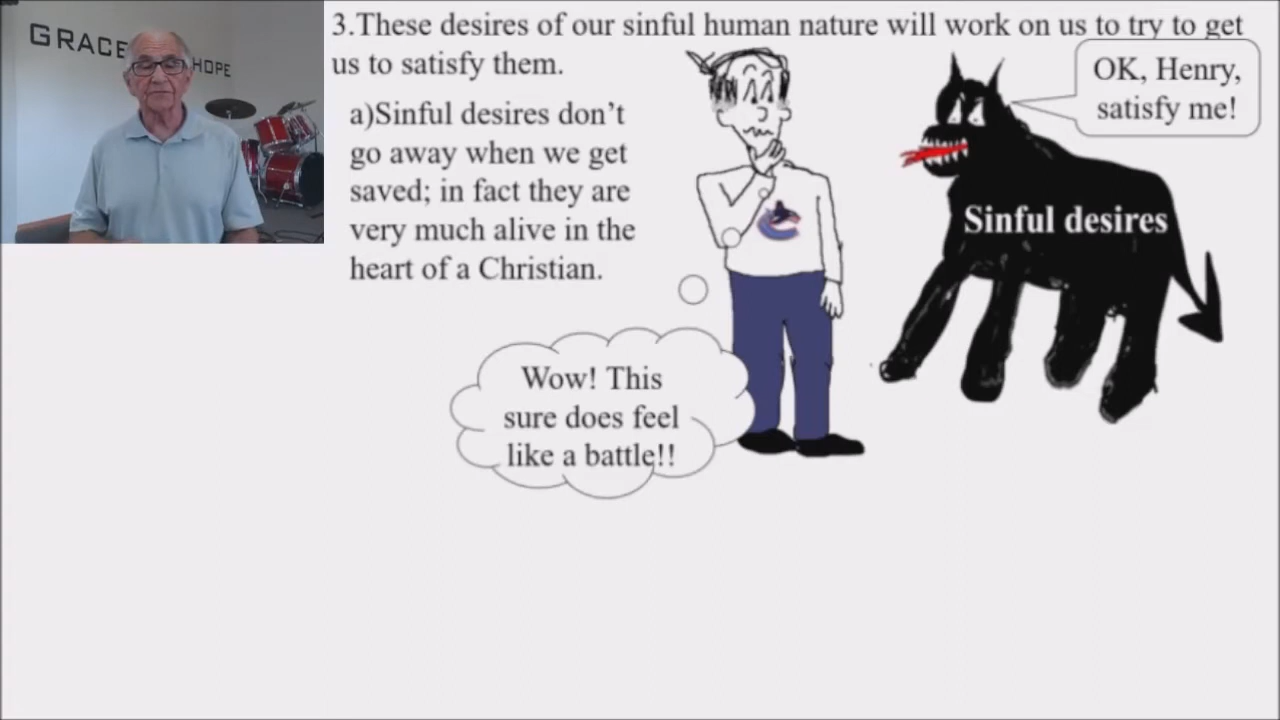 GRACE HOPE
3.These desires of our sinful human nature will work on us to try to get
us to satisfy them.
a)Sinful desires don't
go away when we get
saved; in fact they are
very much alive in the
heart of a Christian.
OK, Henry,
satisfy me!
Sinful desires
Wow! This
sure does feel
like a battle!!